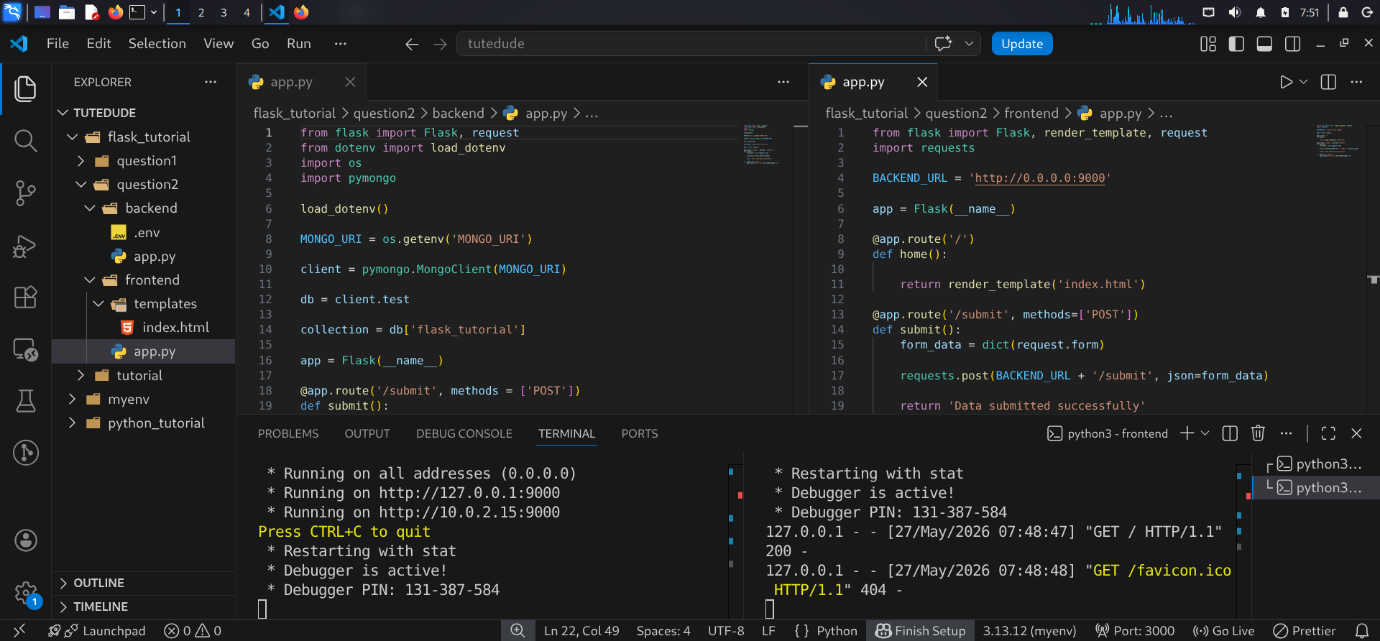 1 2 3 4 7:51
File Edit Selection View Go Run ··· tutedude Update
EXPLORER ···
TUTEDUDE
flask_tutorial
question1
question2
backend
.env
app.py
frontend
templates
index.html
app.py
tutorial
myenv
python_tutorial
OUTLINE
TIMELINE
app.py
flask_tutorial > question2 > backend > app.py > ...
1 from flask import Flask, request
2 from dotenv import load_dotenv
3 import os
4 import pymongo
5
6 load_dotenv()
7
8 MONGO_URI = os.getenv('MONGO_URI')
9
10 client = pymongo.MongoClient(MONGO_URI)
11
12 db = client.test
13
14 collection = db['flask_tutorial']
15
16 app = Flask(__name__)
17
18 @app.route('/submit', methods = ['POST'])
19 def submit():
app.py
flask_tutorial > question2 > frontend > app.py > ...
1 from flask import Flask, render_template, request
2 import requests
3
4 BACKEND_URL = 'http://0.0.0.0:9000'
5
6 app = Flask(__name__)
7
8 @app.route('/')
9 def home():
10
11 return render_template('index.html')
12
13 @app.route('/submit', methods=['POST'])
14 def submit():
15 form_data = dict(request.form)
16
17 requests.post(BACKEND_URL + '/submit', json=form_data)
18
19 return 'Data submitted successfully'
PROBLEMS OUTPUT DEBUG CONSOLE TERMINAL PORTS
python3 - frontend
* Running on all addresses (0.0.0.0)
* Running on http://127.0.0.1:9000
* Running on http://10.0.2.15:9000
Press CTRL+C to quit
* Restarting with stat
* Debugger is active!
* Debugger PIN: 131-387-584
* Restarting with stat
* Debugger is active!
* Debugger PIN: 131-387-584
127.0.0.1 - - [27/May/2026 07:48:47] "GET / HTTP/1.1"
200 -
127.0.0.1 - - [27/May/2026 07:48:48] "GET /favicon.ico
HTTP/1.1" 404 -
python3...
python3...
1
Launchpad 0 0 Ln 22, Col 49 Spaces: 4 UTF-8 LF { } Python Finish Setup 3.13.12 (myenv) Port: 3000 Go Live Prettier